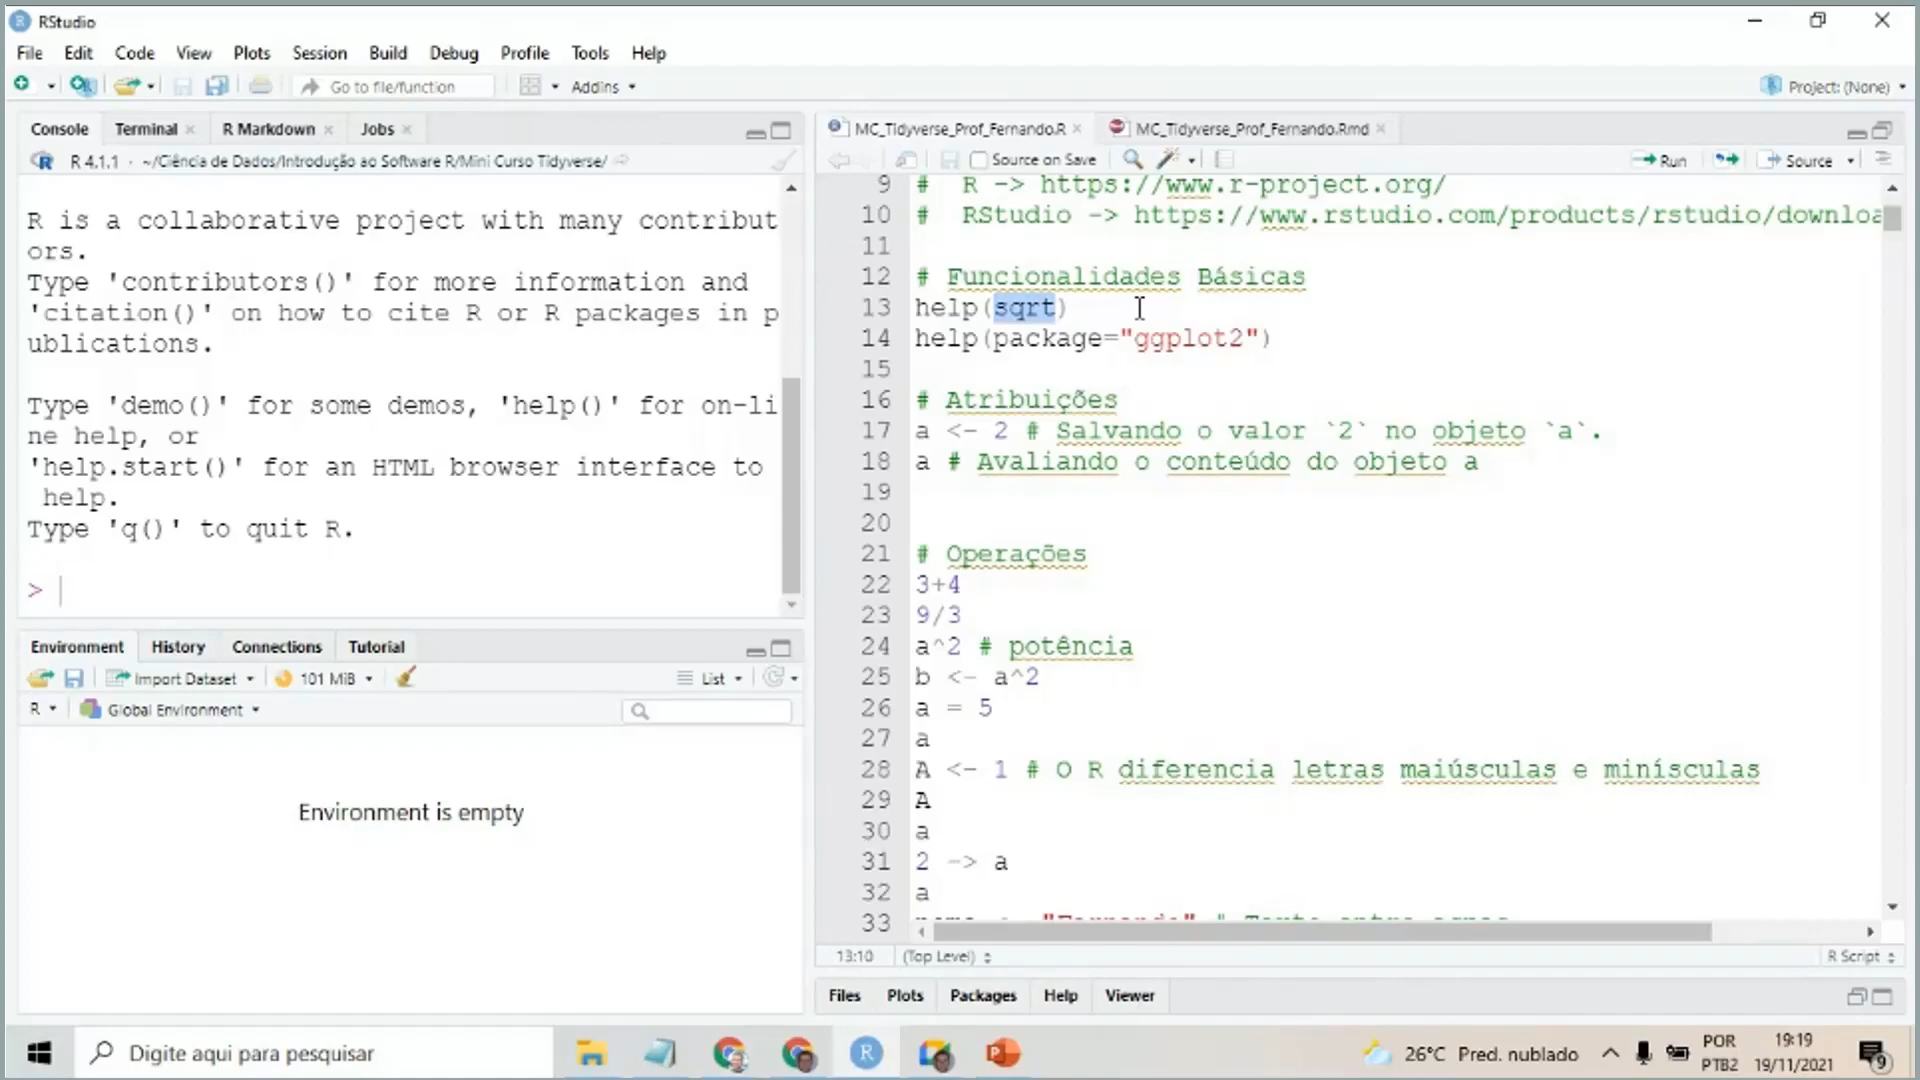 RStudio
File Edit Code View Plots Session Build Debug Profile Tools Help
Go to file/function Addins Project: (None)
Console Terminal R Markdown Jobs
R 4.1.1 · ~/Ciência de Dados/Introdução ao Software R/Mini Curso Tidyverse/
R is a collaborative project with many contribut
ors.
Type 'contributors()' for more information and
'citation()' on how to cite R or R packages in p
ublications.
Type 'demo()' for some demos, 'help()' for on-li
ne help, or
'help.start()' for an HTML browser interface to
help.
Type 'q()' to quit R.
>
Environment History Connections Tutorial
Import Dataset 101 MiB List
R Global Environment
Environment is empty
MC_Tidyverse_Prof_Fernando.R MC_Tidyverse_Prof_Fernando.Rmd
Source on Save Run Source
9 # R -> https://www.r-project.org/
10 # RStudio -> https://www.rstudio.com/products/rstudio/downloa
11
12 # Funcionalidades Básicas
13 help(sqrt)
14 help(package="ggplot2")
15
16 # Atribuições
17 a <- 2 # Salvando o valor `2` no objeto `a`.
18 a # Avaliando o conteúdo do objeto a
19
20
21 # Operações
22 3+4
23 9/3
24 a^2 # potência
25 b <- a^2
26 a = 5
27 a
28 A <- 1 # O R diferencia letras maiúsculas e minísculas
29 A
30 a
31 2 -> a
32 a
33
13:10 (Top Level) R Script
Files Plots Packages Help Viewer
Digite aqui para pesquisar
26°C Pred. nublado
POR
PTB2
19:19
19/11/2021
9